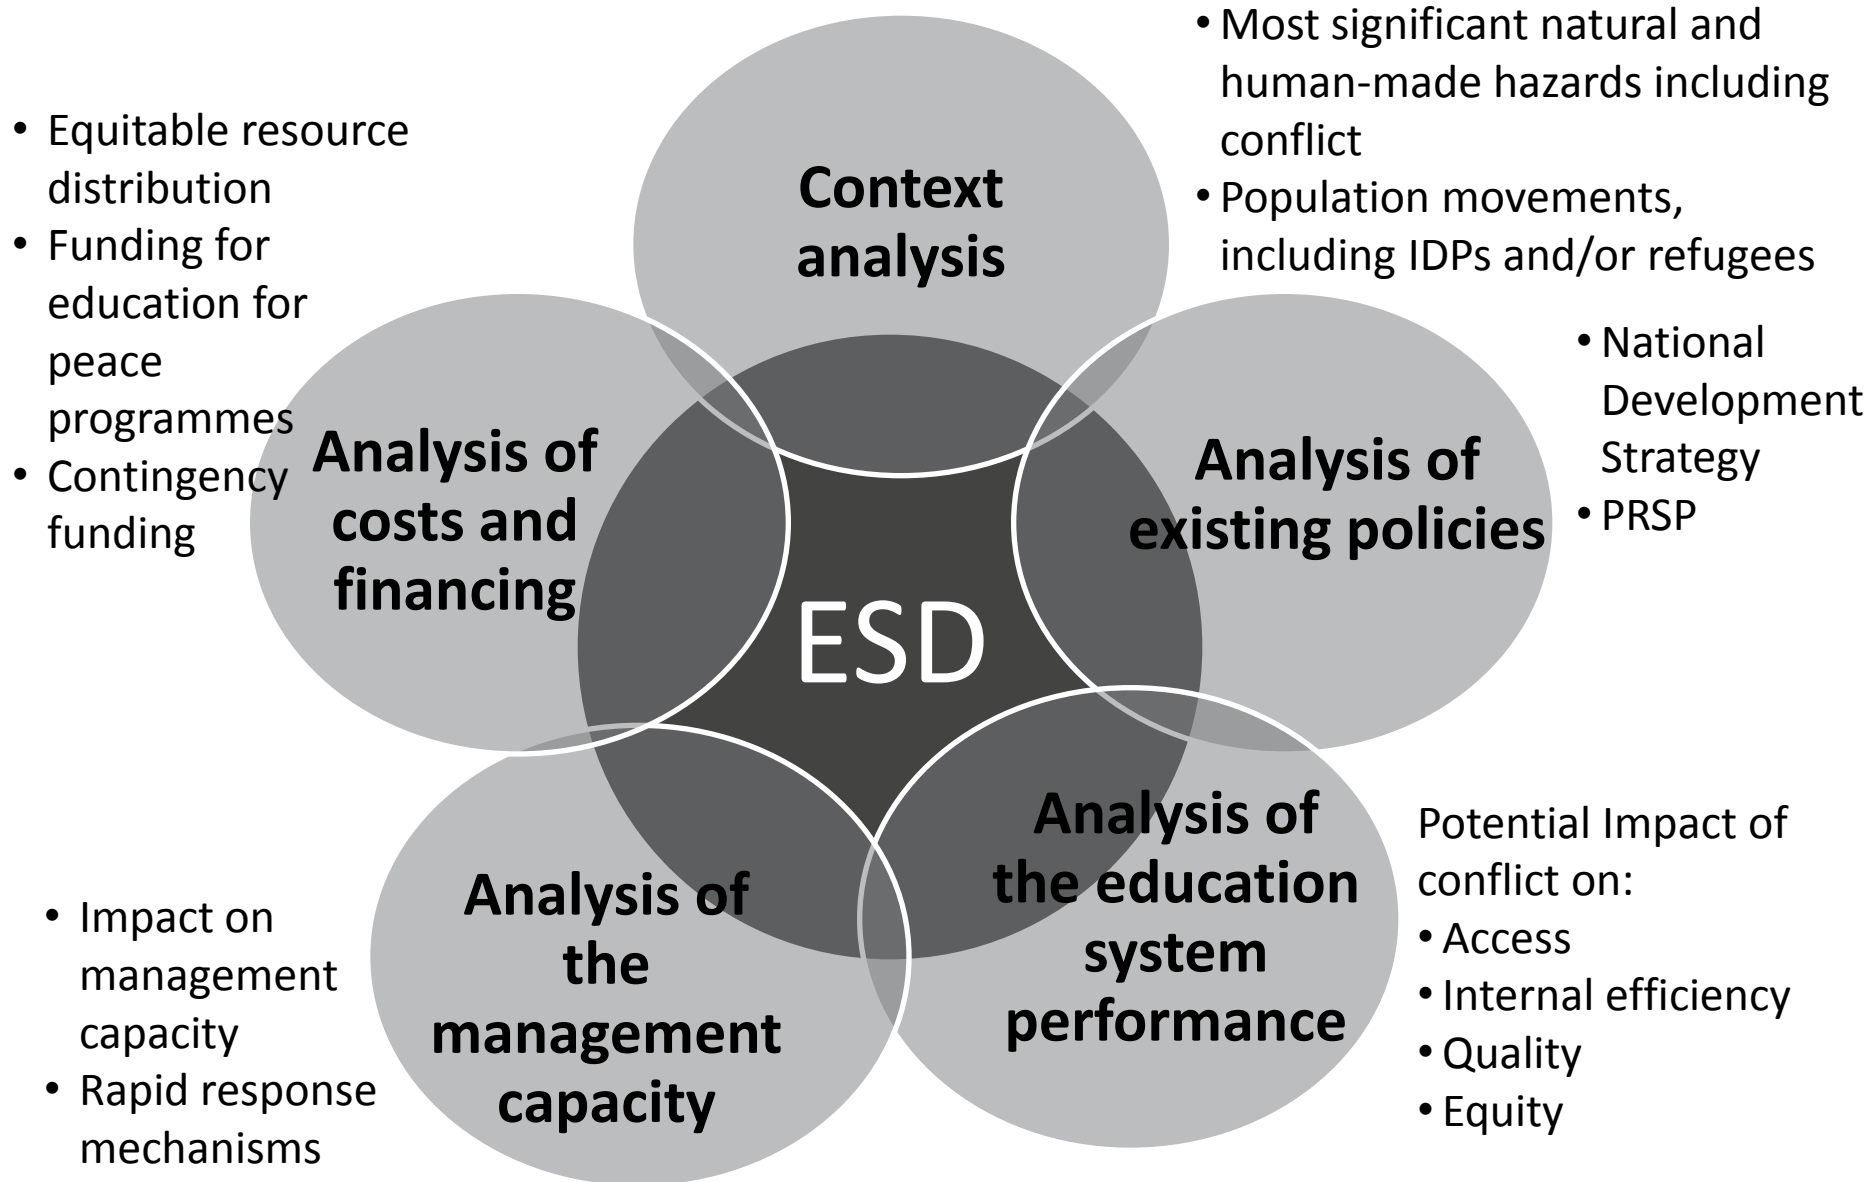 • Most significant natural and
human-made hazards including
conflict
• Population movements,
including IDPs and/or refugees
• Equitable resource
distribution
• Funding for
education for
peace
programmes
• Contingency
funding
Context
analysis
• National
Development
Strategy
• PRSP
Analysis of
costs and
financing
Analysis of
existing policies
ESD
Analysis of
the education
system
performance
Potential Impact of
conflict on:
• Access
• Internal efficiency
• Quality
• Equity
Analysis of
the
management
capacity
• Impact on
management
capacity
• Rapid response
mechanisms